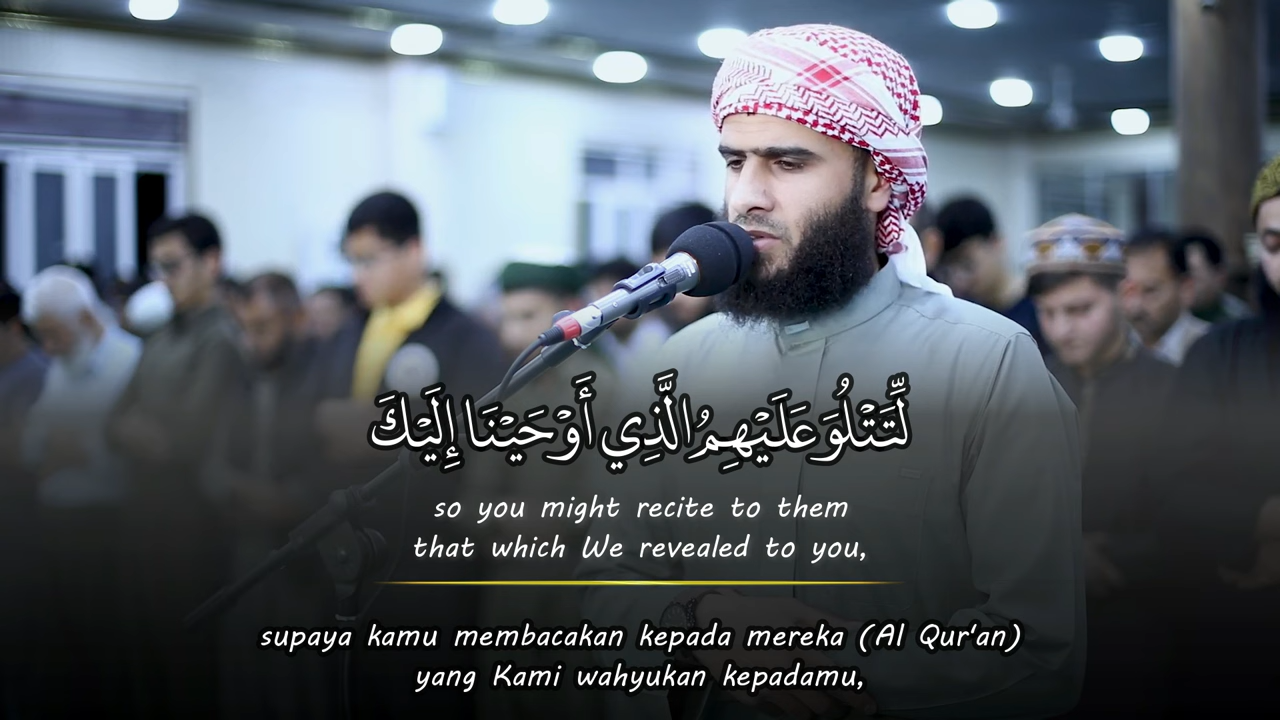 لِّتَتْلُوَ عَلَيْهِمُ الَّذِي أَوْحَيْنَا إِلَيْكَ
so you might recite to them
that which We revealed to you,
supaya kamu membacakan kepada mereka (Al Qur'an)
yang Kami wahyukan kepadamu,